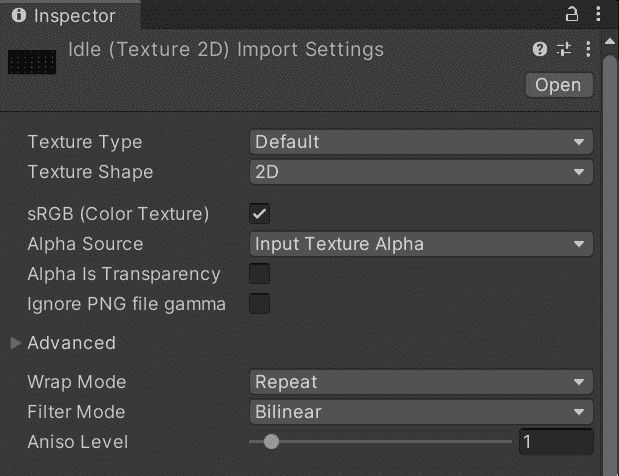 Inspector
Idle (Texture 2D) Import Settings
Open
Texture Type Default
Texture Shape 2D
sRGB (Color Texture)
Alpha Source Input Texture Alpha
Alpha Is Transparency
Ignore PNG file gamma
Advanced
Wrap Mode Repeat
Filter Mode Bilinear
Aniso Level 1